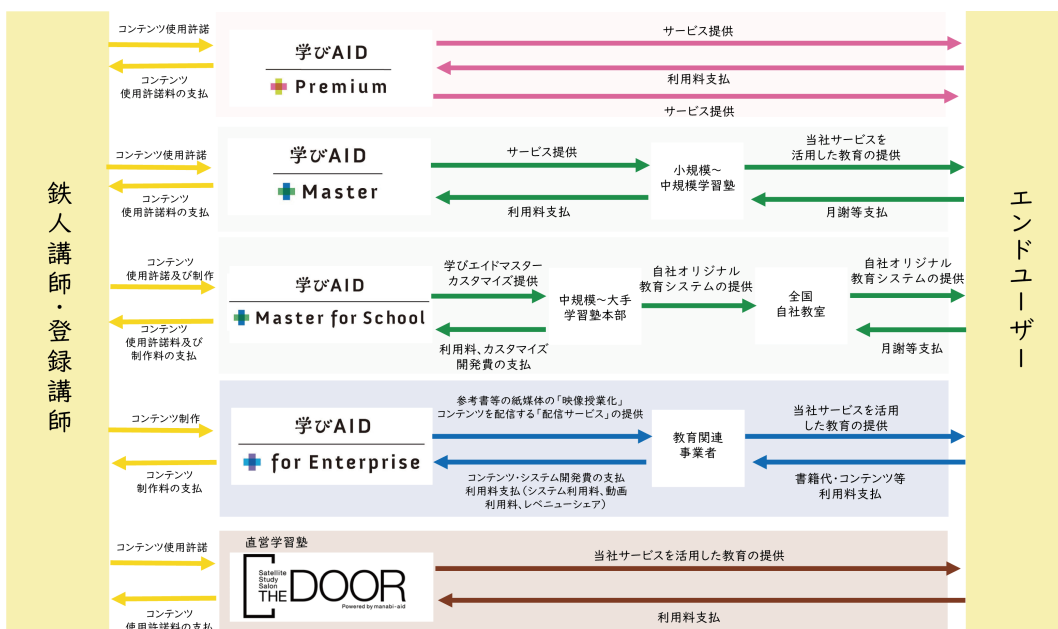 鉄人講師・登録講師
エンドユーザー
コンテンツ使用許諾
コンテンツ
使用許諾料の支払
学びAID
Premium
サービス提供
利用料支払
サービス提供
コンテンツ使用許諾
コンテンツ
使用許諾料の支払
学びAID
Master
サービス提供
利用料支払
小規模〜
中規模学習塾
当社サービスを
活用した教育の提供
月謝等支払
コンテンツ
使用許諾及び制作
コンテンツ
使用許諾料及び
制作料の支払
学びAID
Master for School
学びエイドマスター
カスタマイズ提供
利用料、カスタマイズ
開発費の支払
中規模〜大手
学習塾本部
自社オリジナル
教育システムの提供
全国
自社教室
自社オリジナル
教育システムの提供
月謝等支払
コンテンツ制作
コンテンツ
制作料の支払
学びAID
for Enterprise
参考書等の紙媒体の「映像授業化」
コンテンツを配信する「配信サービス」の提供
コンテンツ・システム開発費の支払
利用料支払(システム利用料、動画
利用料、レベニューシェア)
教育関連
事業者
当社サービスを活用
した教育の提供
書籍代・コンテンツ等
利用料支払
コンテンツ使用許諾
コンテンツ
使用許諾料の支払
直営学習塾
Satellite
Study
Salon
THE DOOR
Powered by manabi-aid
当社サービスを活用した教育の提供
利用料支払